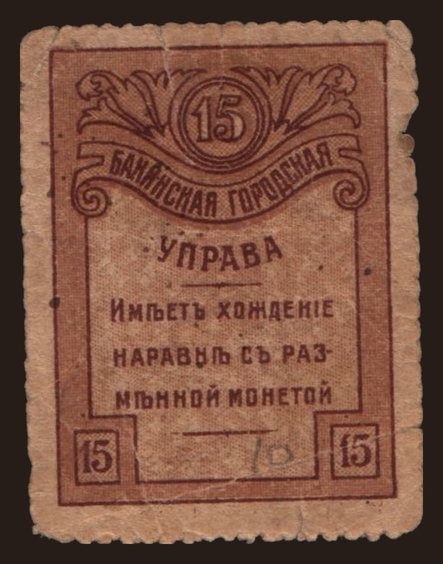 15
БАКИНСКАЯ ГОРОДСКАЯ
УПРАВА
ИМѢЕТЪ ХОЖДЕНІЕ
НАРАВНѢ СЪ РАЗ-
МѢННОЙ МОНЕТОЙ
15
10
15